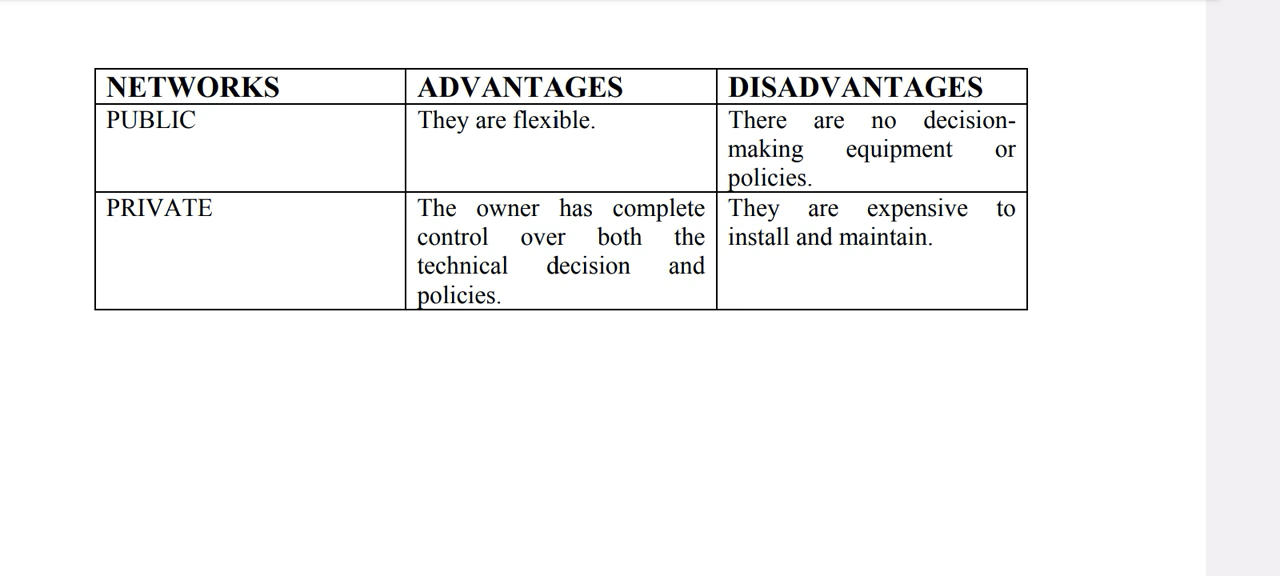 NETWORKS ADVANTAGES DISADVANTAGES
PUBLIC They are flexible. There are no decision-
making equipment or
policies.
PRIVATE The owner has complete They are expensive to
control over both the install and maintain.
technical decision and
policies.